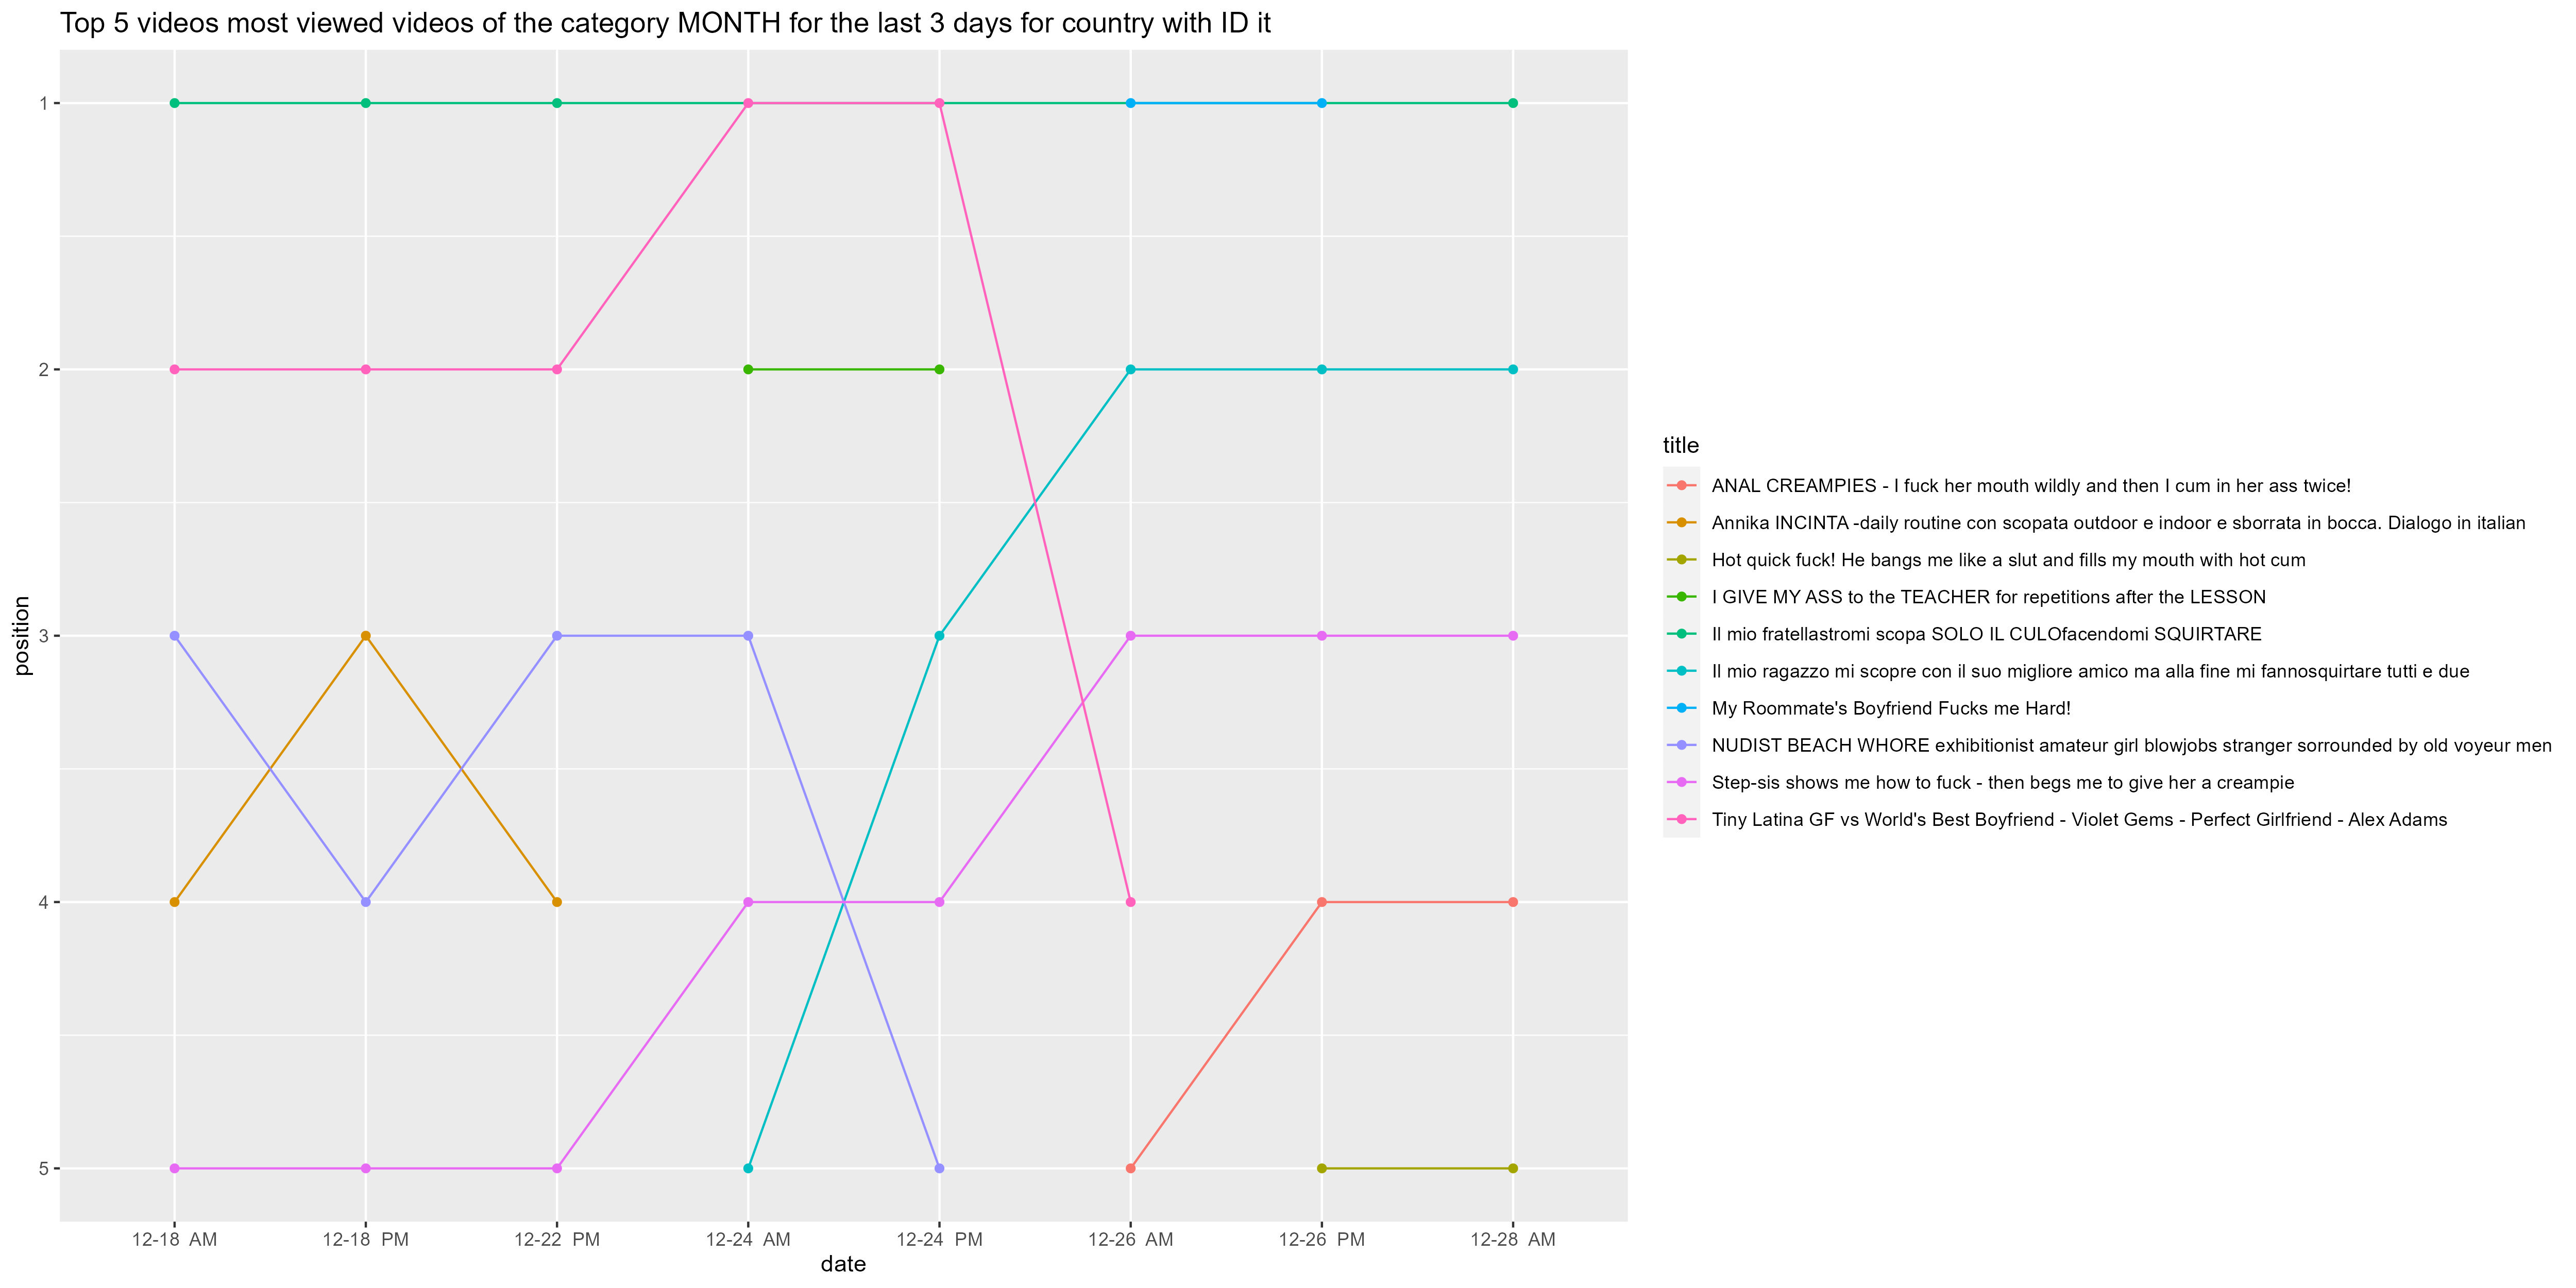 Top 5 videos most viewed videos of the category MONTH for the last 3 days for country with ID it
position
1
2
3
4
5
12-18 AM
12-18 PM
12-22 PM
12-24 AM
12-24 PM
12-26 AM
12-26 PM
12-28 AM
date
title
ANAL CREAMPIES - I fuck her mouth wildly and then I cum in her ass twice!
Annika INCINTA -daily routine con scopata outdoor e indoor e sborrata in bocca. Dialogo in italian
Hot quick fuck! He bangs me like a slut and fills my mouth with hot cum
I GIVE MY ASS to the TEACHER for repetitions after the LESSON
Il mio fratellastromi scopa SOLO IL CULOfacendomi SQUIRTARE
Il mio ragazzo mi scopre con il suo migliore amico ma alla fine mi fannosquirtare tutti e due
My Roommate's Boyfriend Fucks me Hard!
NUDIST BEACH WHORE exhibitionist amateur girl blowjobs stranger sorrounded by old voyeur men
Step-sis shows me how to fuck - then begs me to give her a creampie
Tiny Latina GF vs World's Best Boyfriend - Violet Gems - Perfect Girlfriend - Alex Adams